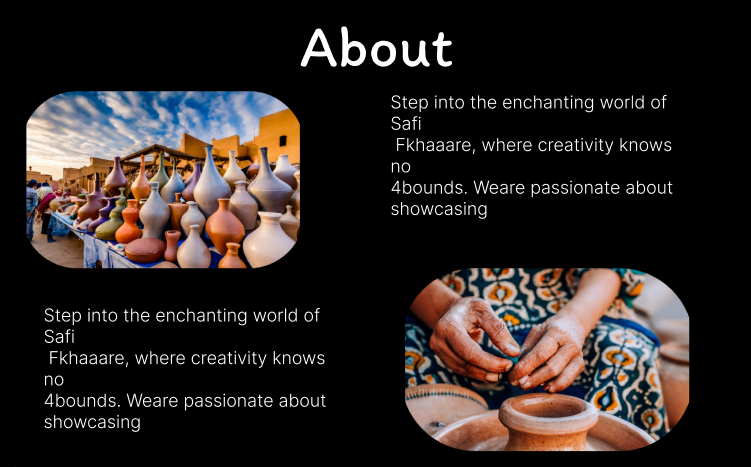 About
Step into the enchanting world of
Safi
Fkhaaare, where creativity knows
no
4bounds. Weare passionate about
showcasing
Step into the enchanting world of
Safi
Fkhaaare, where creativity knows
no
4bounds. Weare passionate about
showcasing